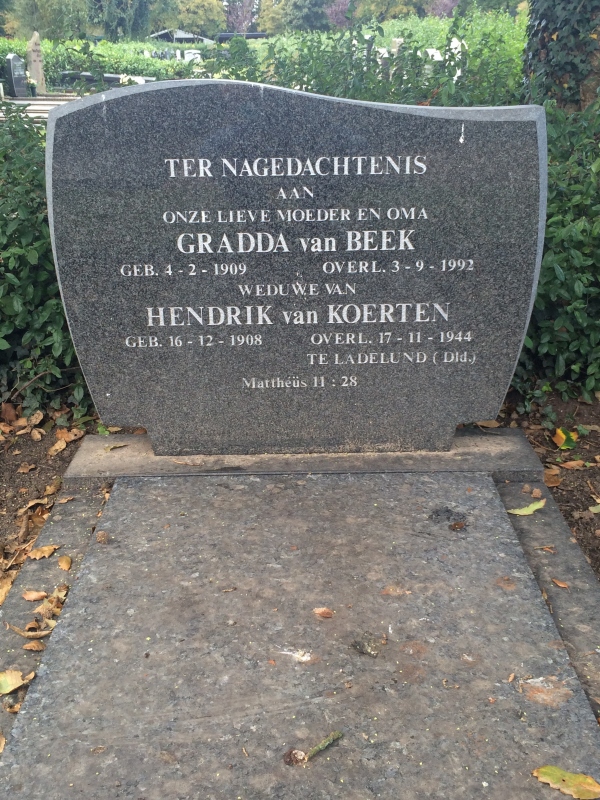 TER NAGEDACHTENIS
AAN
ONZE LIEVE MOEDER EN OMA
GRADDA van BEEK
GEB. 4 - 2 - 1909 OVERL. 3 - 9 - 1992
WEDUWE VAN
HENDRIK van KOERTEN
GEB. 16 - 12 - 1908 OVERL. 17 - 11 - 1944
TE LADELUND ( Dld.)
Matthéüs 11 : 28